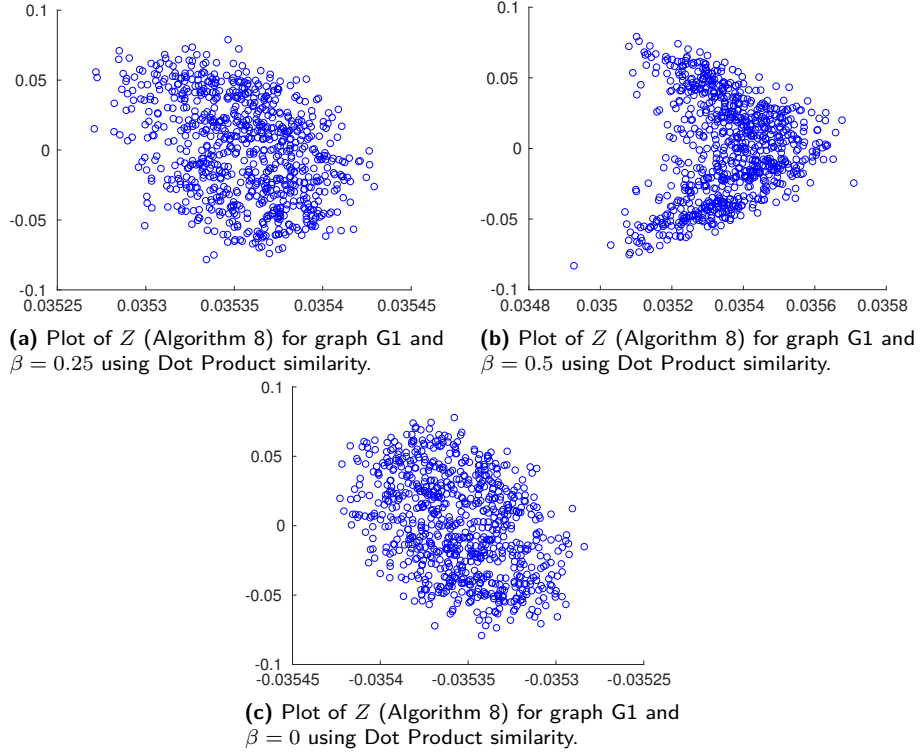 0.1
0.05
0
-0.05
-0.1
0.03525 0.0353 0.03535 0.0354 0.03545
(a) Plot of Z (Algorithm 8) for graph G1 and
β = 0.25 using Dot Product similarity.
0.1
0.05
0
-0.05
-0.1
0.0348 0.035 0.0352 0.0354 0.0356 0.0358
(b) Plot of Z (Algorithm 8) for graph G1 and
β = 0.5 using Dot Product similarity.
0.1
0.05
0
-0.05
-0.1
-0.03545 -0.0354 -0.03535 -0.0353 -0.03525
(c) Plot of Z (Algorithm 8) for graph G1 and
β = 0 using Dot Product similarity.